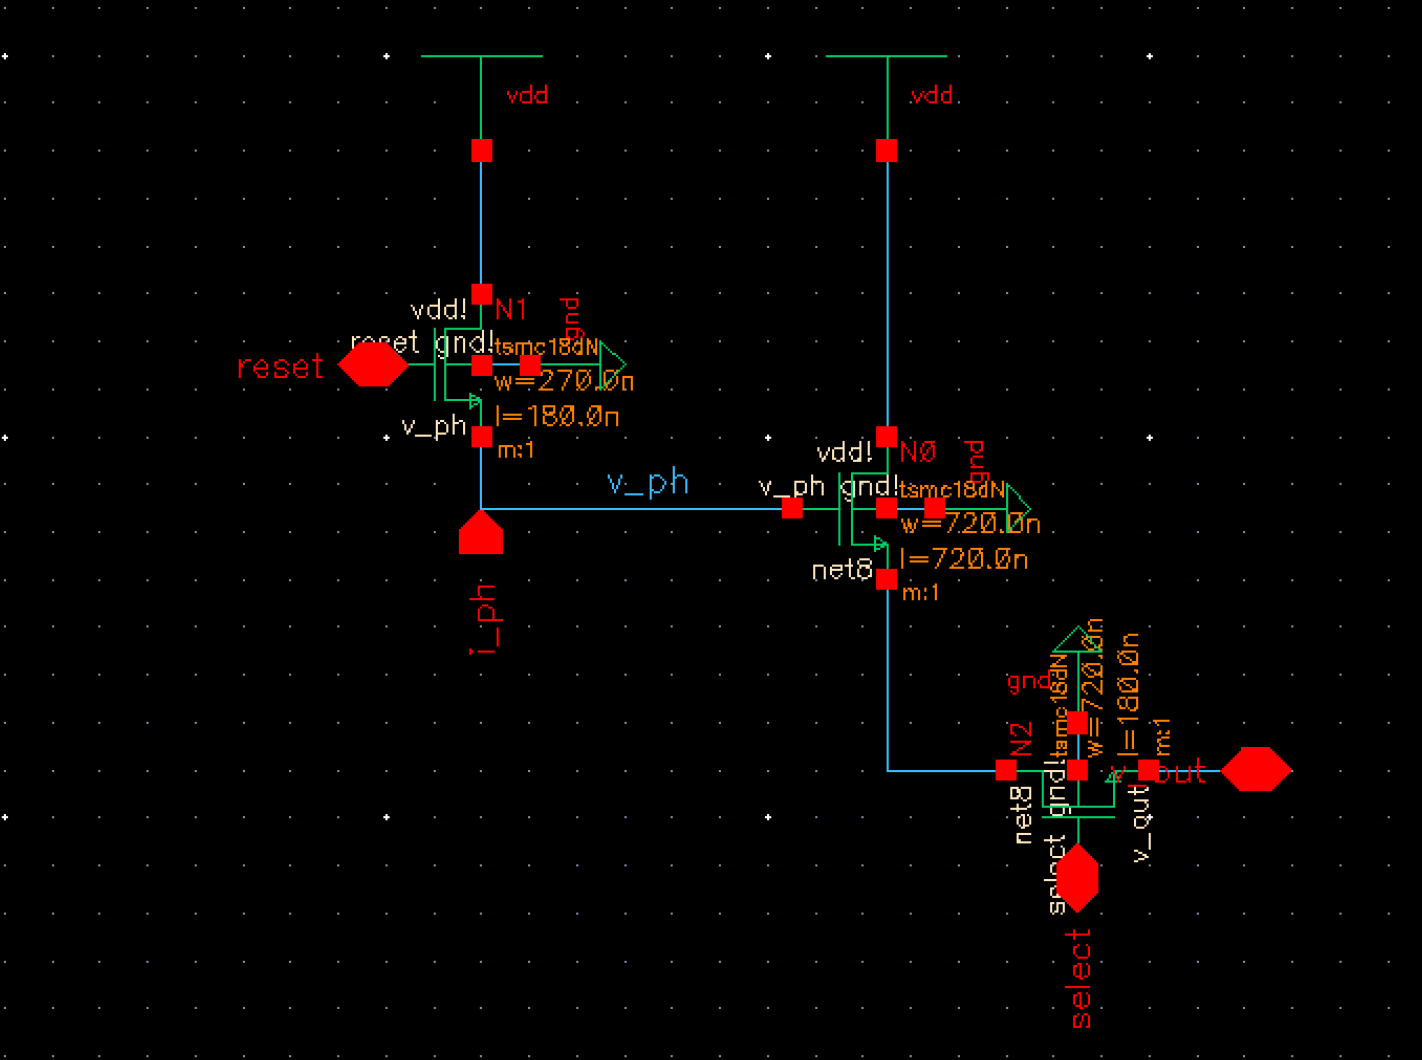 vdd
vdd
vdd!
N1
gnd
reset
reset
gnd!
tsmc18dN
w=270.0n
l=180.0n
v_ph
m:1
v_ph
vdd!
N0
gnd
v_ph
gnd!
tsmc18dN
w=720.0n
l=720.0n
net8
m:1
i_ph
gnd
N2
tsmc18dN
w=720.0n
l=180.0n
m:1
v_out
net8
gnd!
v_out
select
select